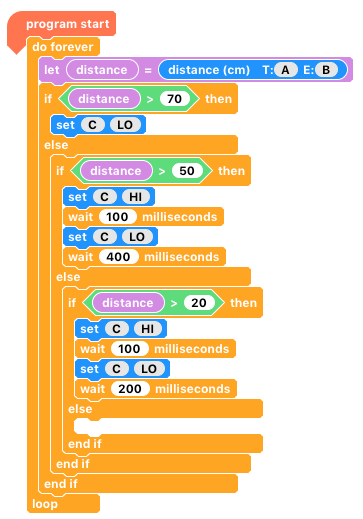 program start
do forever
let distance = distance (cm) T: A E: B
if distance > 70 then
set C LO
else
if distance > 50 then
set C HI
wait 100 milliseconds
set C LO
wait 400 milliseconds
else
if distance > 20 then
set C HI
wait 100 milliseconds
set C LO
wait 200 milliseconds
else
end if
end if
end if
loop